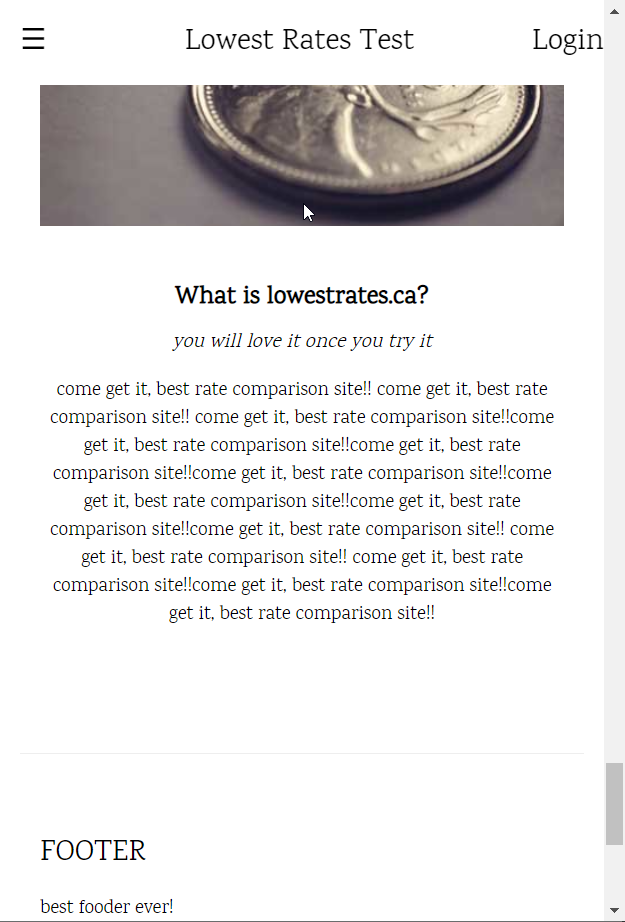 ☰ Lowest Rates Test Login
What is lowestrates.ca?
you will love it once you try it
come get it, best rate comparison site!! come get it, best rate
comparison site!! come get it, best rate comparison site!!come
get it, best rate comparison site!!come get it, best rate
comparison site!!come get it, best rate comparison site!!come
get it, best rate comparison site!!come get it, best rate
comparison site!!come get it, best rate comparison site!! come
get it, best rate comparison site!! come get it, best rate
comparison site!!come get it, best rate comparison site!!come
get it, best rate comparison site!!
FOOTER
best fooder ever!